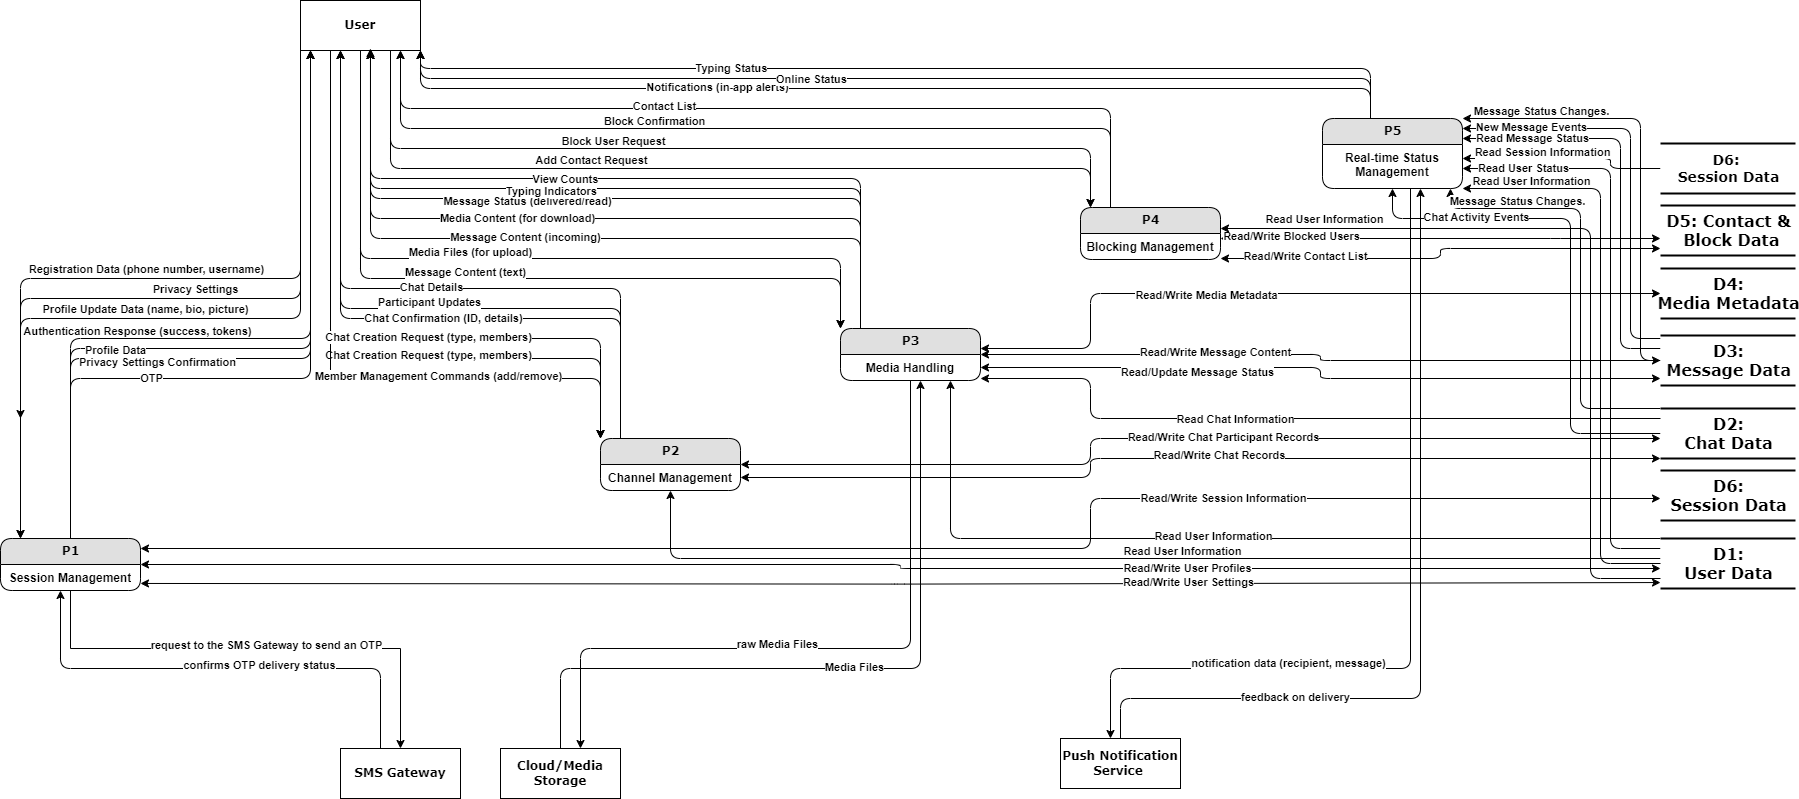 User
Typing Status
Online Status
Notifications (in-app alerts)
Contact List
Block Confirmation
Block User Request
Add Contact Request
View Counts
Typing Indicators
Message Status (delivered/read)
Media Content (for download)
Message Content (incoming)
Media Files (for upload)
Message Content (text)
Chat Details
Participant Updates
Chat Confirmation (ID, details)
Chat Creation Request (type, members)
Chat Creation Request (type, members)
Member Management Commands (add/remove)
Registration Data (phone number, username)
Privacy Settings
Profile Update Data (name, bio, picture)
Authentication Response (success, tokens)
Profile Data
Privacy Settings Confirmation
OTP
P5
Real-time Status
Management
Message Status Changes.
New Message Events
Read Message Status
Read Session Information
Read User Status
Read User Information
Message Status Changes.
Chat Activity Events
D6:
Session Data
P4
Blocking Management
Read User Information
Read/Write Blocked Users
Read/Write Contact List
D5: Contact &
Block Data
Read/Write Media Metadata
D4:
Media Metadata
P3
Media Handling
Read/Write Message Content
Read/Update Message Status
D3:
Message Data
Read Chat Information
Read/Write Chat Participant Records
Read/Write Chat Records
D2:
Chat Data
P2
Channel Management
Read/Write Session Information
D6:
Session Data
Read User Information
Read User Information
Read/Write User Profiles
Read/Write User Settings
D1:
User Data
P1
Session Management
request to the SMS Gateway to send an OTP
confirms OTP delivery status
raw Media Files
Media Files
notification data (recipient, message)
feedback on delivery
SMS Gateway
Cloud/Media
Storage
Push Notification
Service